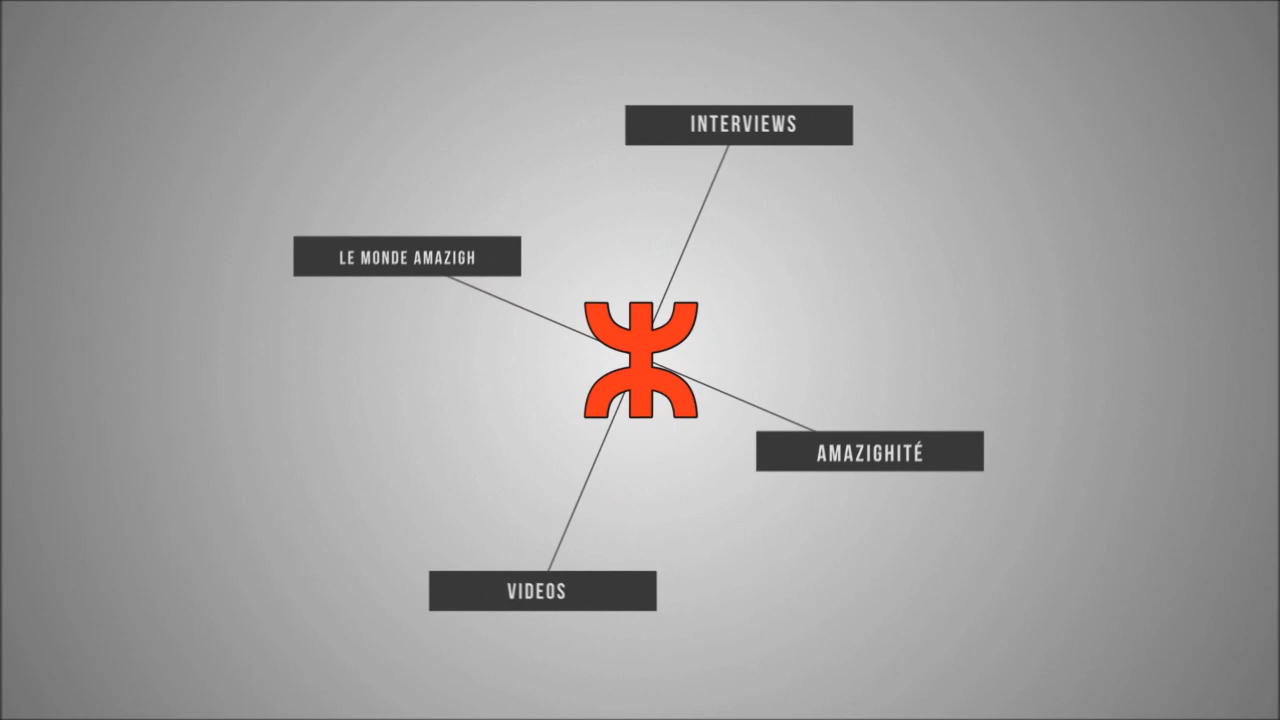 INTERVIEWS
LE MONDE AMAZIGH
ⵣ
AMAZIGHITÉ
VIDEOS